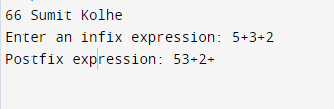 66 Sumit Kolhe
Enter an infix expression: 5+3+2
Postfix expression: 53+2+